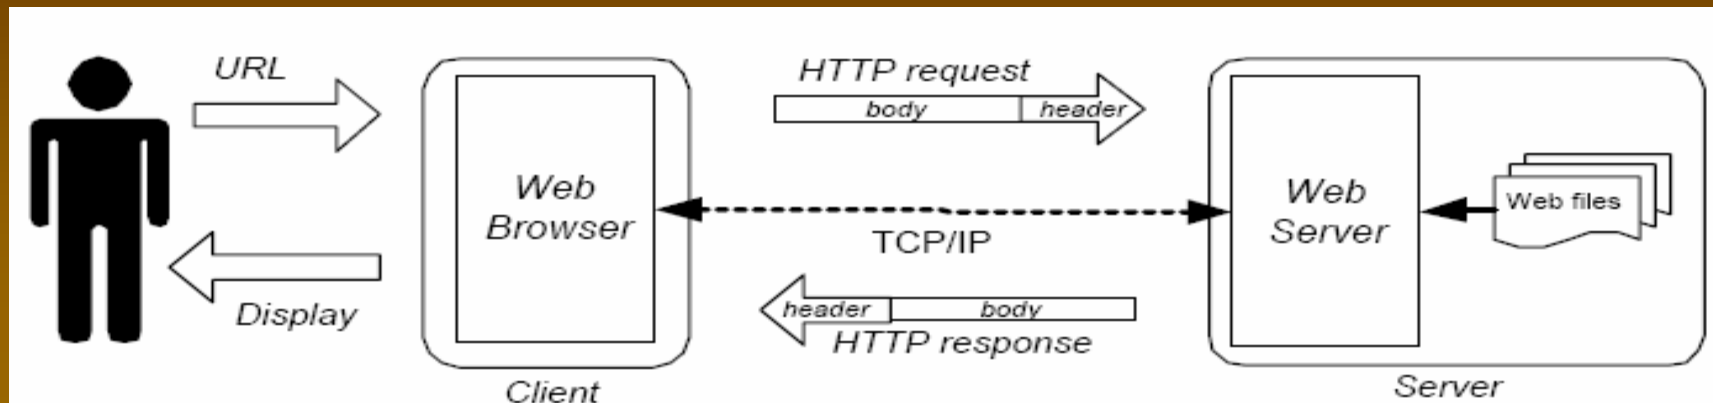 URL
HTTP request
body
header
Web
Browser
Web
Server
Web files
TCP/IP
Display
header
body
HTTP response
Client
Server